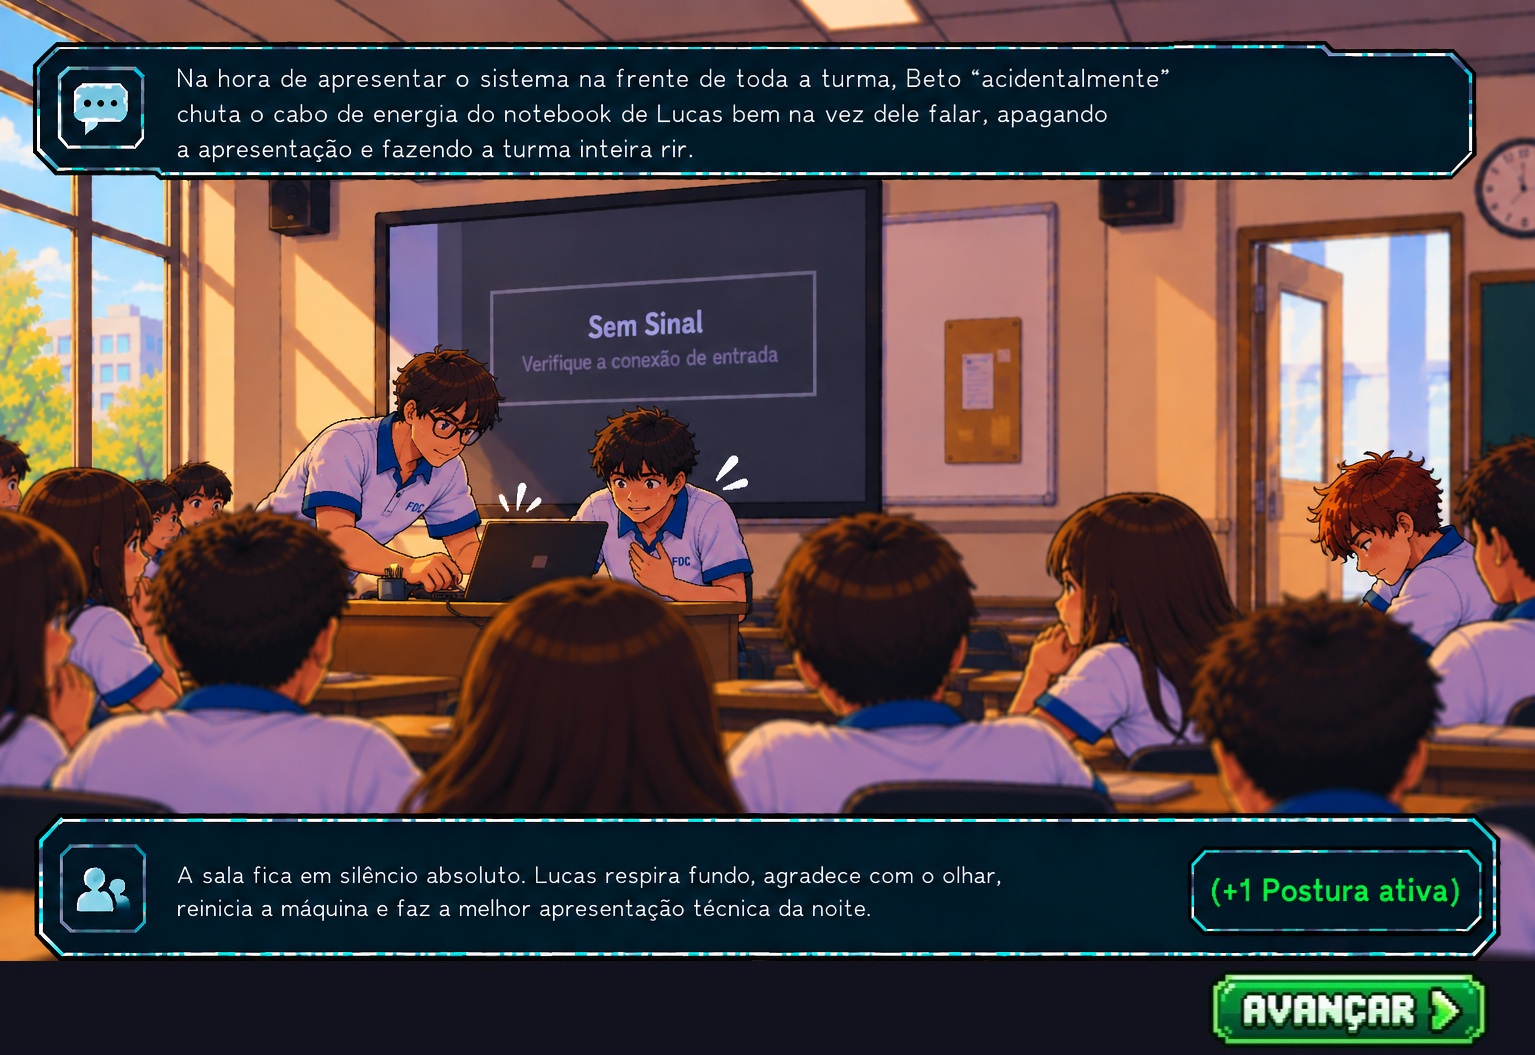 Na hora de apresentar o sistema na frente de toda a turma, Beto “acidentalmente”
chuta o cabo de energia do notebook de Lucas bem na vez dele falar, apagando
a apresentação e fazendo a turma inteira rir.
Sem Sinal
Verifique a conexão de entrada
FDC
FDC
A sala fica em silêncio absoluto. Lucas respira fundo, agradece com o olhar,
reinicia a máquina e faz a melhor apresentação técnica da noite.
(+1 Postura ativa)
AVANÇAR